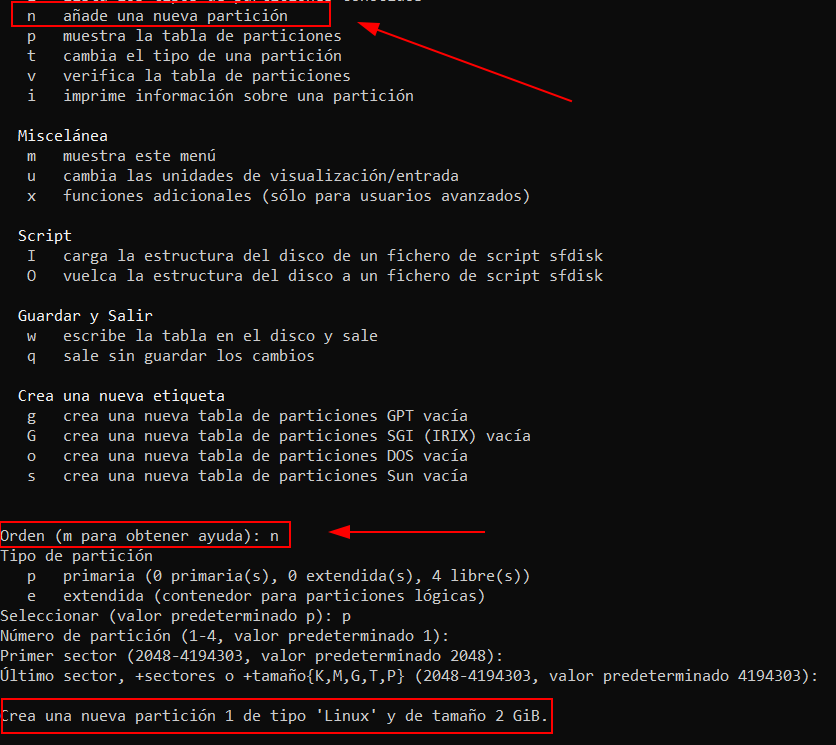 n   añade una nueva partición
p   muestra la tabla de particiones
t   cambia el tipo de una partición
v   verifica la tabla de particiones
i   imprime información sobre una partición
Miscelánea
m   muestra este menú
u   cambia las unidades de visualización/entrada
x   funciones adicionales (sólo para usuarios avanzados)
Script
I   carga la estructura del disco de un fichero de script sfdisk
O   vuelca la estructura del disco a un fichero de script sfdisk
Guardar y Salir
w   escribe la tabla en el disco y sale
q   sale sin guardar los cambios
Crea una nueva etiqueta
g   crea una nueva tabla de particiones GPT vacía
G   crea una nueva tabla de particiones SGI (IRIX) vacía
o   crea una nueva tabla de particiones DOS vacía
s   crea una nueva tabla de particiones Sun vacía
Orden (m para obtener ayuda): n
Tipo de partición
p   primaria (0 primaria(s), 0 extendida(s), 4 libre(s))
e   extendida (contenedor para particiones lógicas)
Seleccionar (valor predeterminado p): p
Número de partición (1-4, valor predeterminado 1):
Primer sector (2048-4194303, valor predeterminado 2048):
Último sector, +sectores o +tamaño{K,M,G,T,P} (2048-4194303, valor predeterminado 4194303):
Crea una nueva partición 1 de tipo 'Linux' y de tamaño 2 GiB.